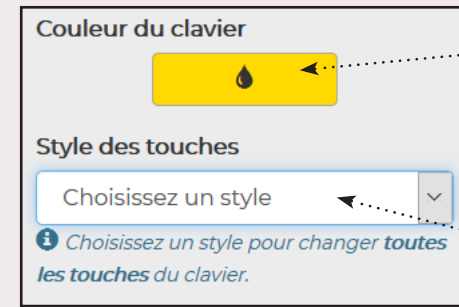 Couleur du clavier
Style des touches
Choisissez un style
Choisissez un style pour changer toutes
les touches du clavier.